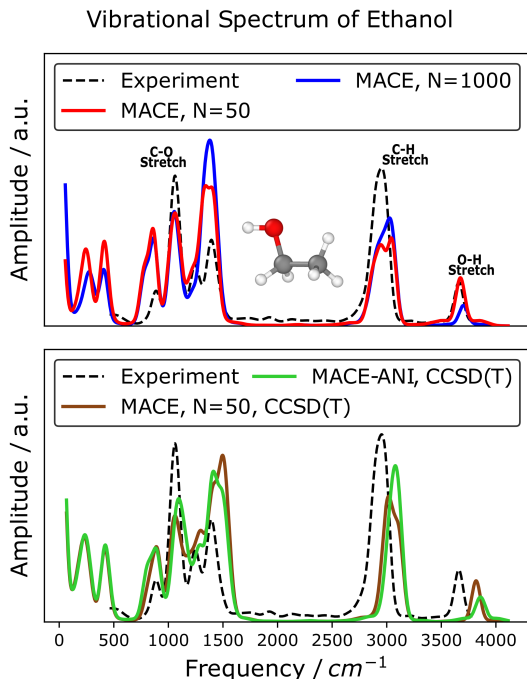 Vibrational Spectrum of Ethanol
Experiment
MACE, N=1000
MACE, N=50
C-O
Stretch
C-H
Stretch
O-H
Stretch
Amplitude / a.u.
Experiment
MACE-ANI, CCSD(T)
MACE, N=50, CCSD(T)
Amplitude / a.u.
0 500 1000 1500 2000 2500 3000 3500 4000
Frequency / cm⁻¹